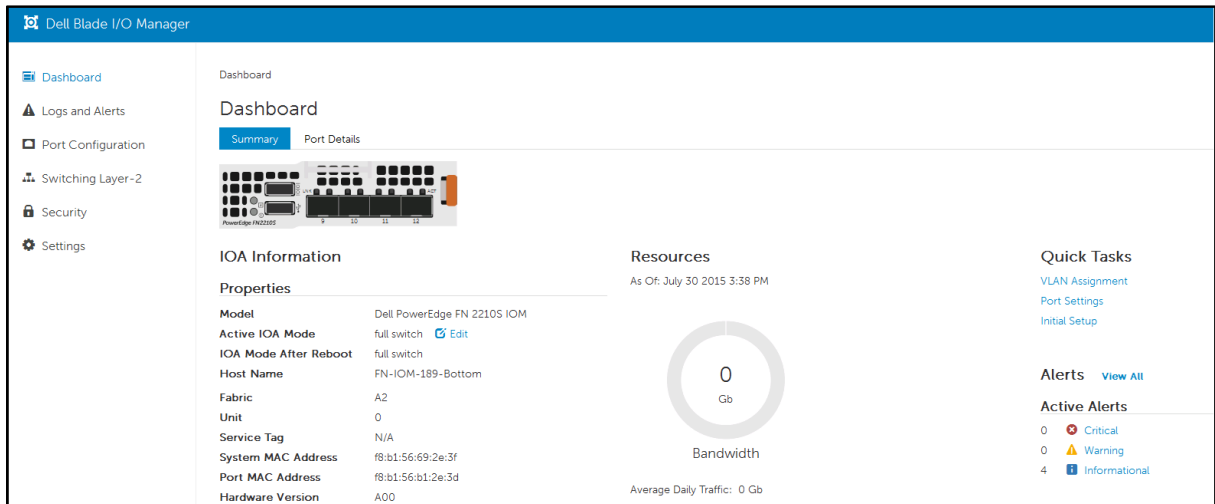 Dell Blade I/O Manager
Dashboard
Logs and Alerts
Port Configuration
Switching Layer-2
Security
Settings
Dashboard
Dashboard
Summary Port Details
PowerEdge FN2210S
9 10 11 12
IOA Information
Properties
Model Dell PowerEdge FN 2210S IOM
Active IOA Mode full switch Edit
IOA Mode After Reboot full switch
Host Name FN-IOM-189-Bottom
Fabric A2
Unit 0
Service Tag N/A
System MAC Address f8:b1:56:69:2e:3f
Port MAC Address f8:b1:56:b1:2e:3d
Hardware Version A00
Resources
As Of: July 30 2015 3:38 PM
0
Gb
Bandwidth
Average Daily Traffic: 0 Gb
Quick Tasks
VLAN Assignment
Port Settings
Initial Setup
Alerts View All
Active Alerts
0 Critical
0 Warning
4 Informational